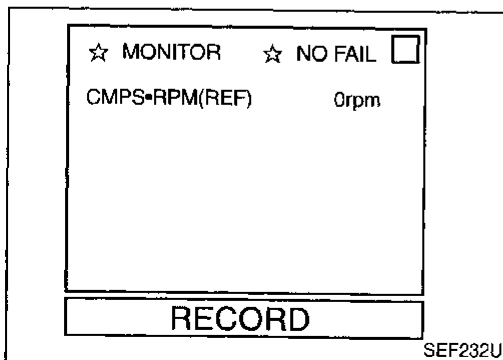 ☆ MONITOR ☆ NO FAIL
CMPS•RPM(REF) 0rpm
RECORD
SEF232U